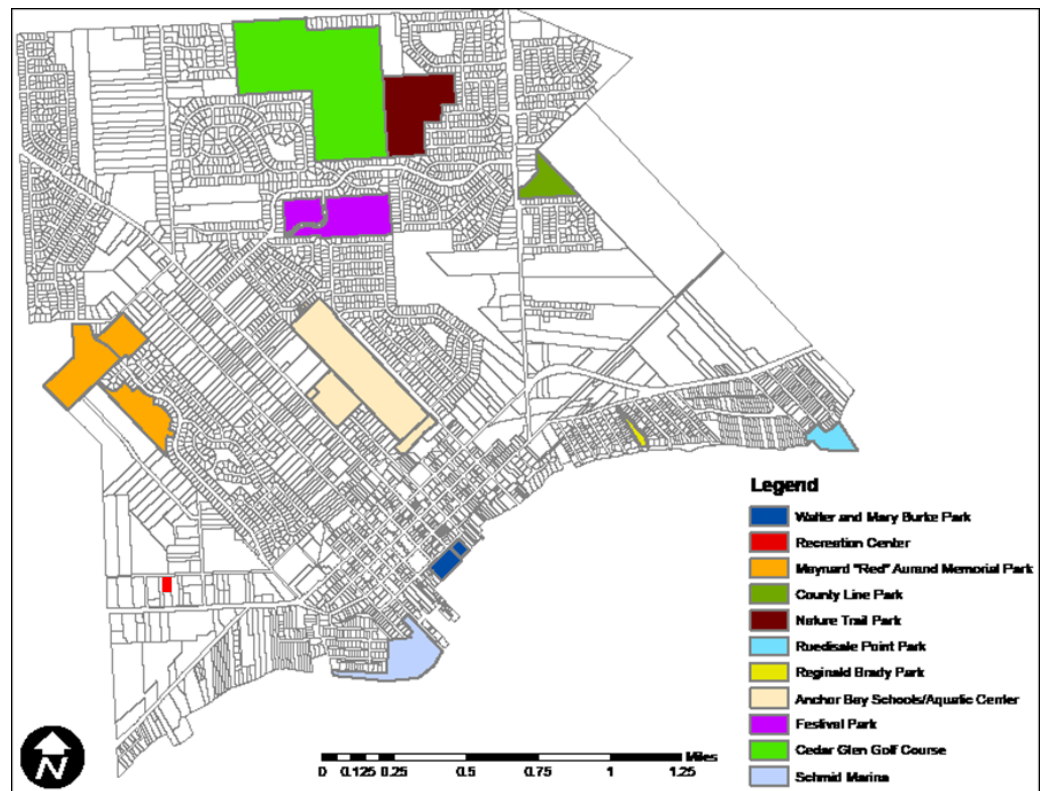 Legend
Walter and Mary Burke Park
Recreation Center
Maynard "Red" Aurand Memorial Park
County Line Park
Nature Trail Park
Ruedisale Point Park
Reginald Brady Park
Anchor Bay Schools/Aquatic Center
Festival Park
Cedar Glen Golf Course
Schmid Marina
N
Miles
0 0.125 0.25 0.5 0.75 1 1.25